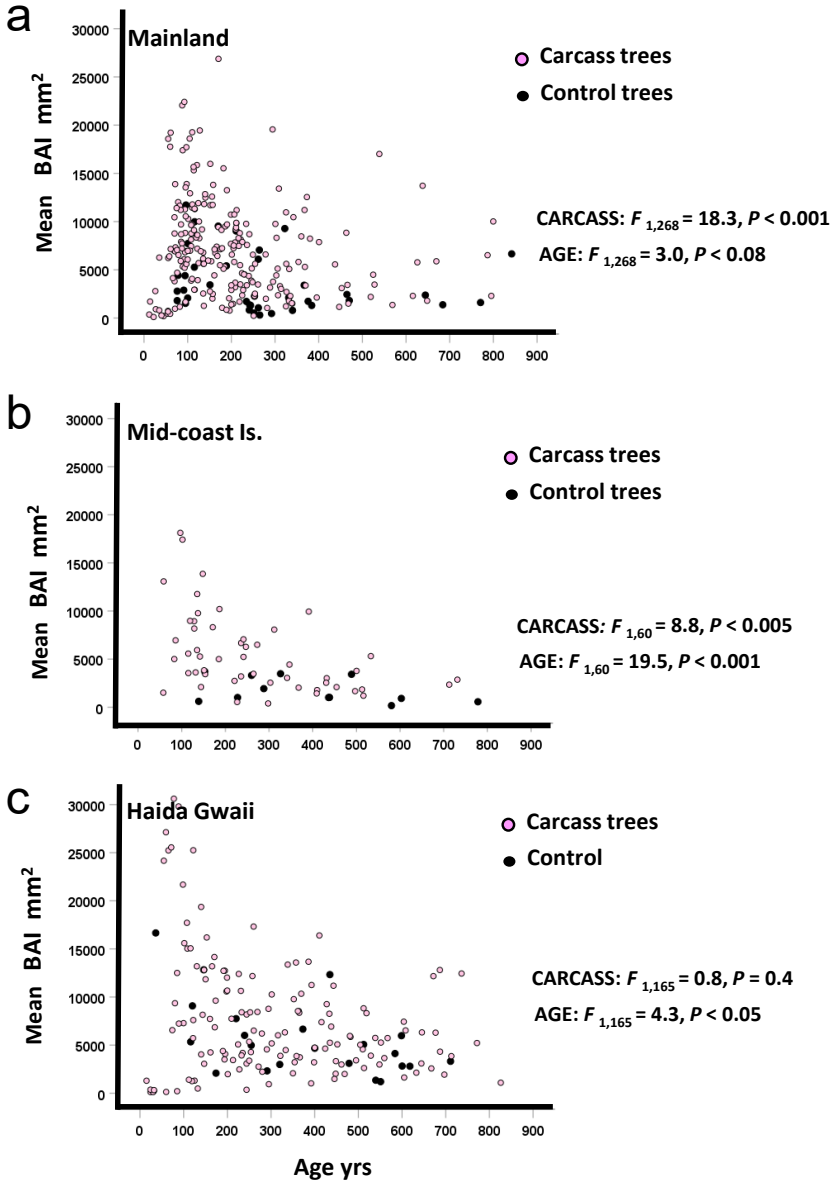 a
Mainland
Carcass trees
Control trees
Mean BAI mm²
30000
25000
20000
15000
10000
5000
0
CARCASS: F 1,268 = 18.3, P < 0.001
AGE: F 1,268 = 3.0, P < 0.08
0 100 200 300 400 500 600 700 800 900
b
Mid-coast Is.
Carcass trees
Control trees
Mean BAI mm²
30000
25000
20000
15000
10000
5000
0
CARCASS: F 1,60 = 8.8, P < 0.005
AGE: F 1,60 = 19.5, P < 0.001
0 100 200 300 400 500 600 700 800 900
c
Haida Gwaii
Carcass trees
Control
Mean BAI mm²
30000
25000
20000
15000
10000
5000
0
CARCASS: F 1,165 = 0.8, P = 0.4
AGE: F 1,165 = 4.3, P < 0.05
0 100 200 300 400 500 600 700 800 900
Age yrs